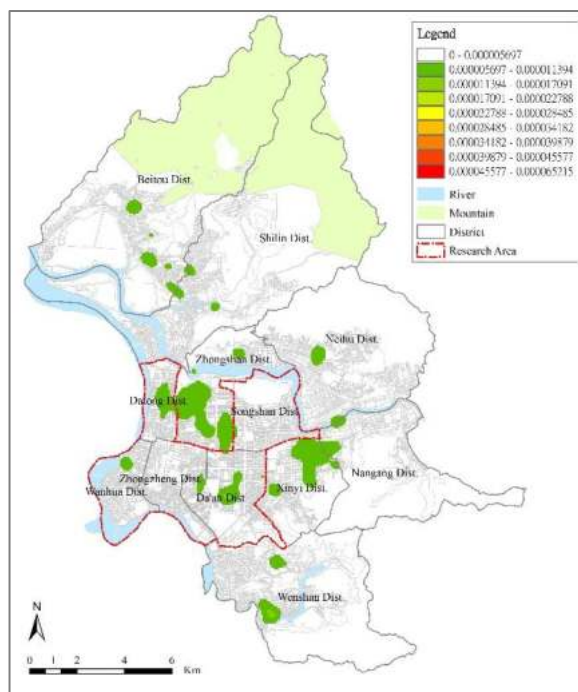 Legend
0 - 0.000005697
0.000005697 - 0.000011394
0.000011394 - 0.000017091
0.000017091 - 0.000022788
0.000022788 - 0.000028485
0.000028485 - 0.000034182
0.000034182 - 0.000039879
0.000039879 - 0.000045577
0.000045577 - 0.000065215
River
Mountain
District
Research Area
Beitou Dist.
Shilin Dist.
Neihu Dist.
Zhongshan Dist.
Datong Dist.
Songshan Dist.
Nangang Dist.
Zhongzheng Dist.
Wanhua Dist.
Da'an Dist.
Xinyi Dist.
Wenshan Dist.
N
0 1 2 4 6
Km